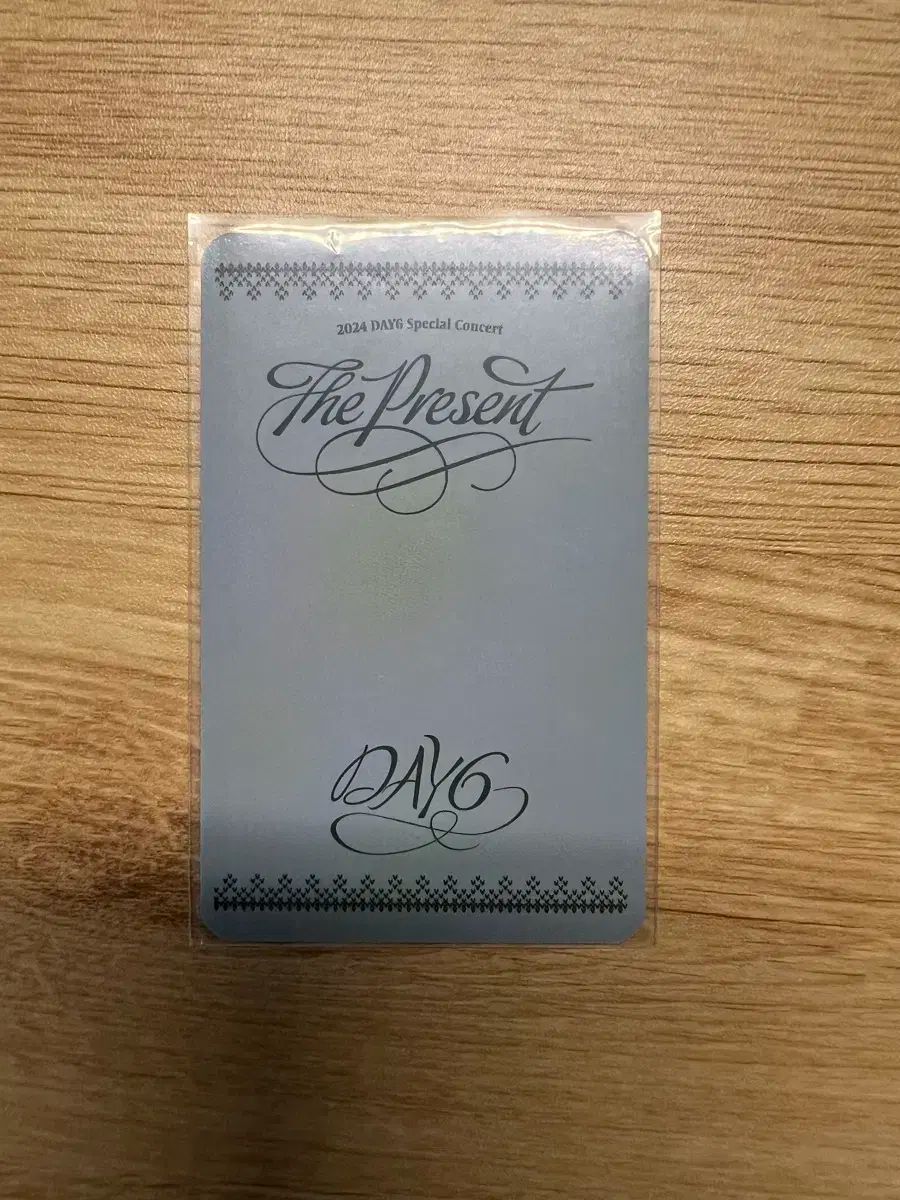 2024 DAY6 Special Concert
The Present
DAY6